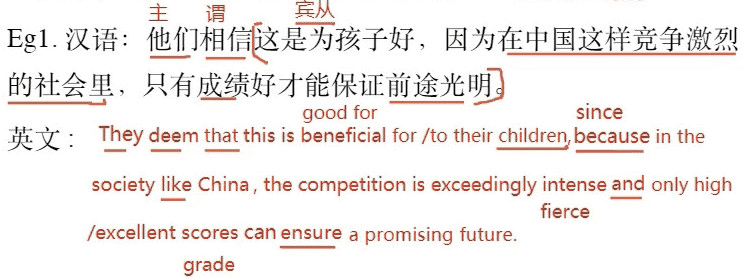 主 谓 宾从
Eg1. 汉语：他们相信这是为孩子好，因为在中国这样竞争激烈
的社会里，只有成绩好才能保证前途光明。
good for since
英文： They deem that this is beneficial for /to their children, because in the
society like China , the competition is exceedingly intense and only high
fierce
/excellent scores can ensure a promising future.
grade